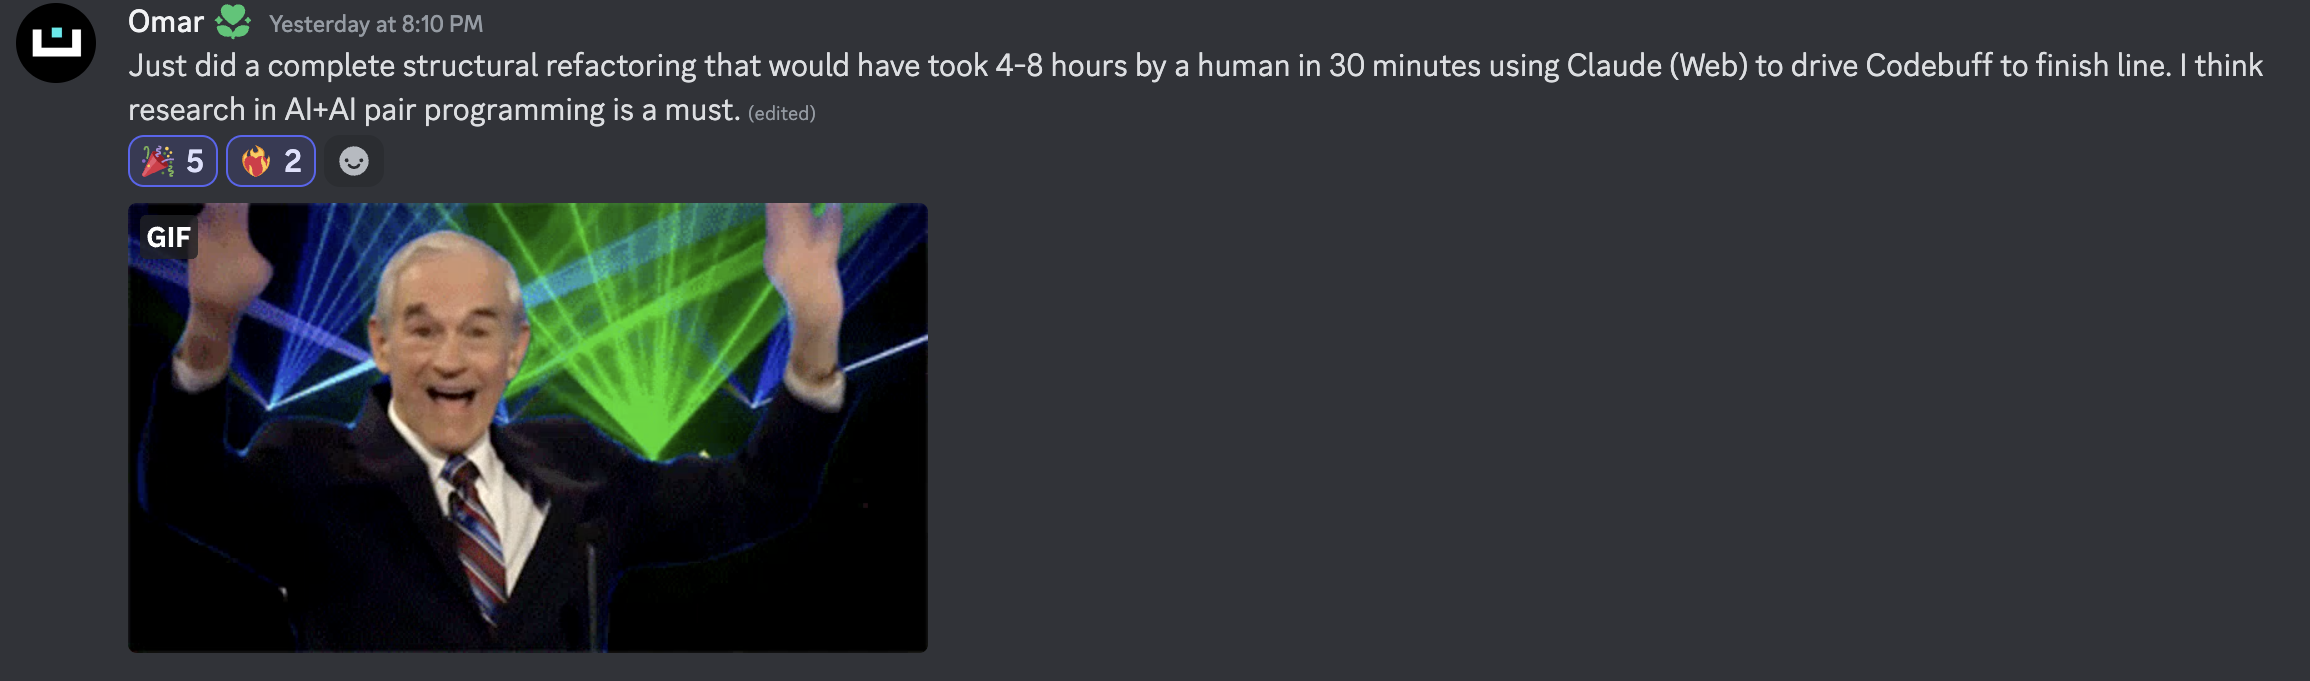 Omar Yesterday at 8:10 PM
Just did a complete structural refactoring that would have took 4-8 hours by a human in 30 minutes using Claude (Web) to drive Codebuff to finish line. I think
research in AI+AI pair programming is a must. (edited)
5 2
GIF